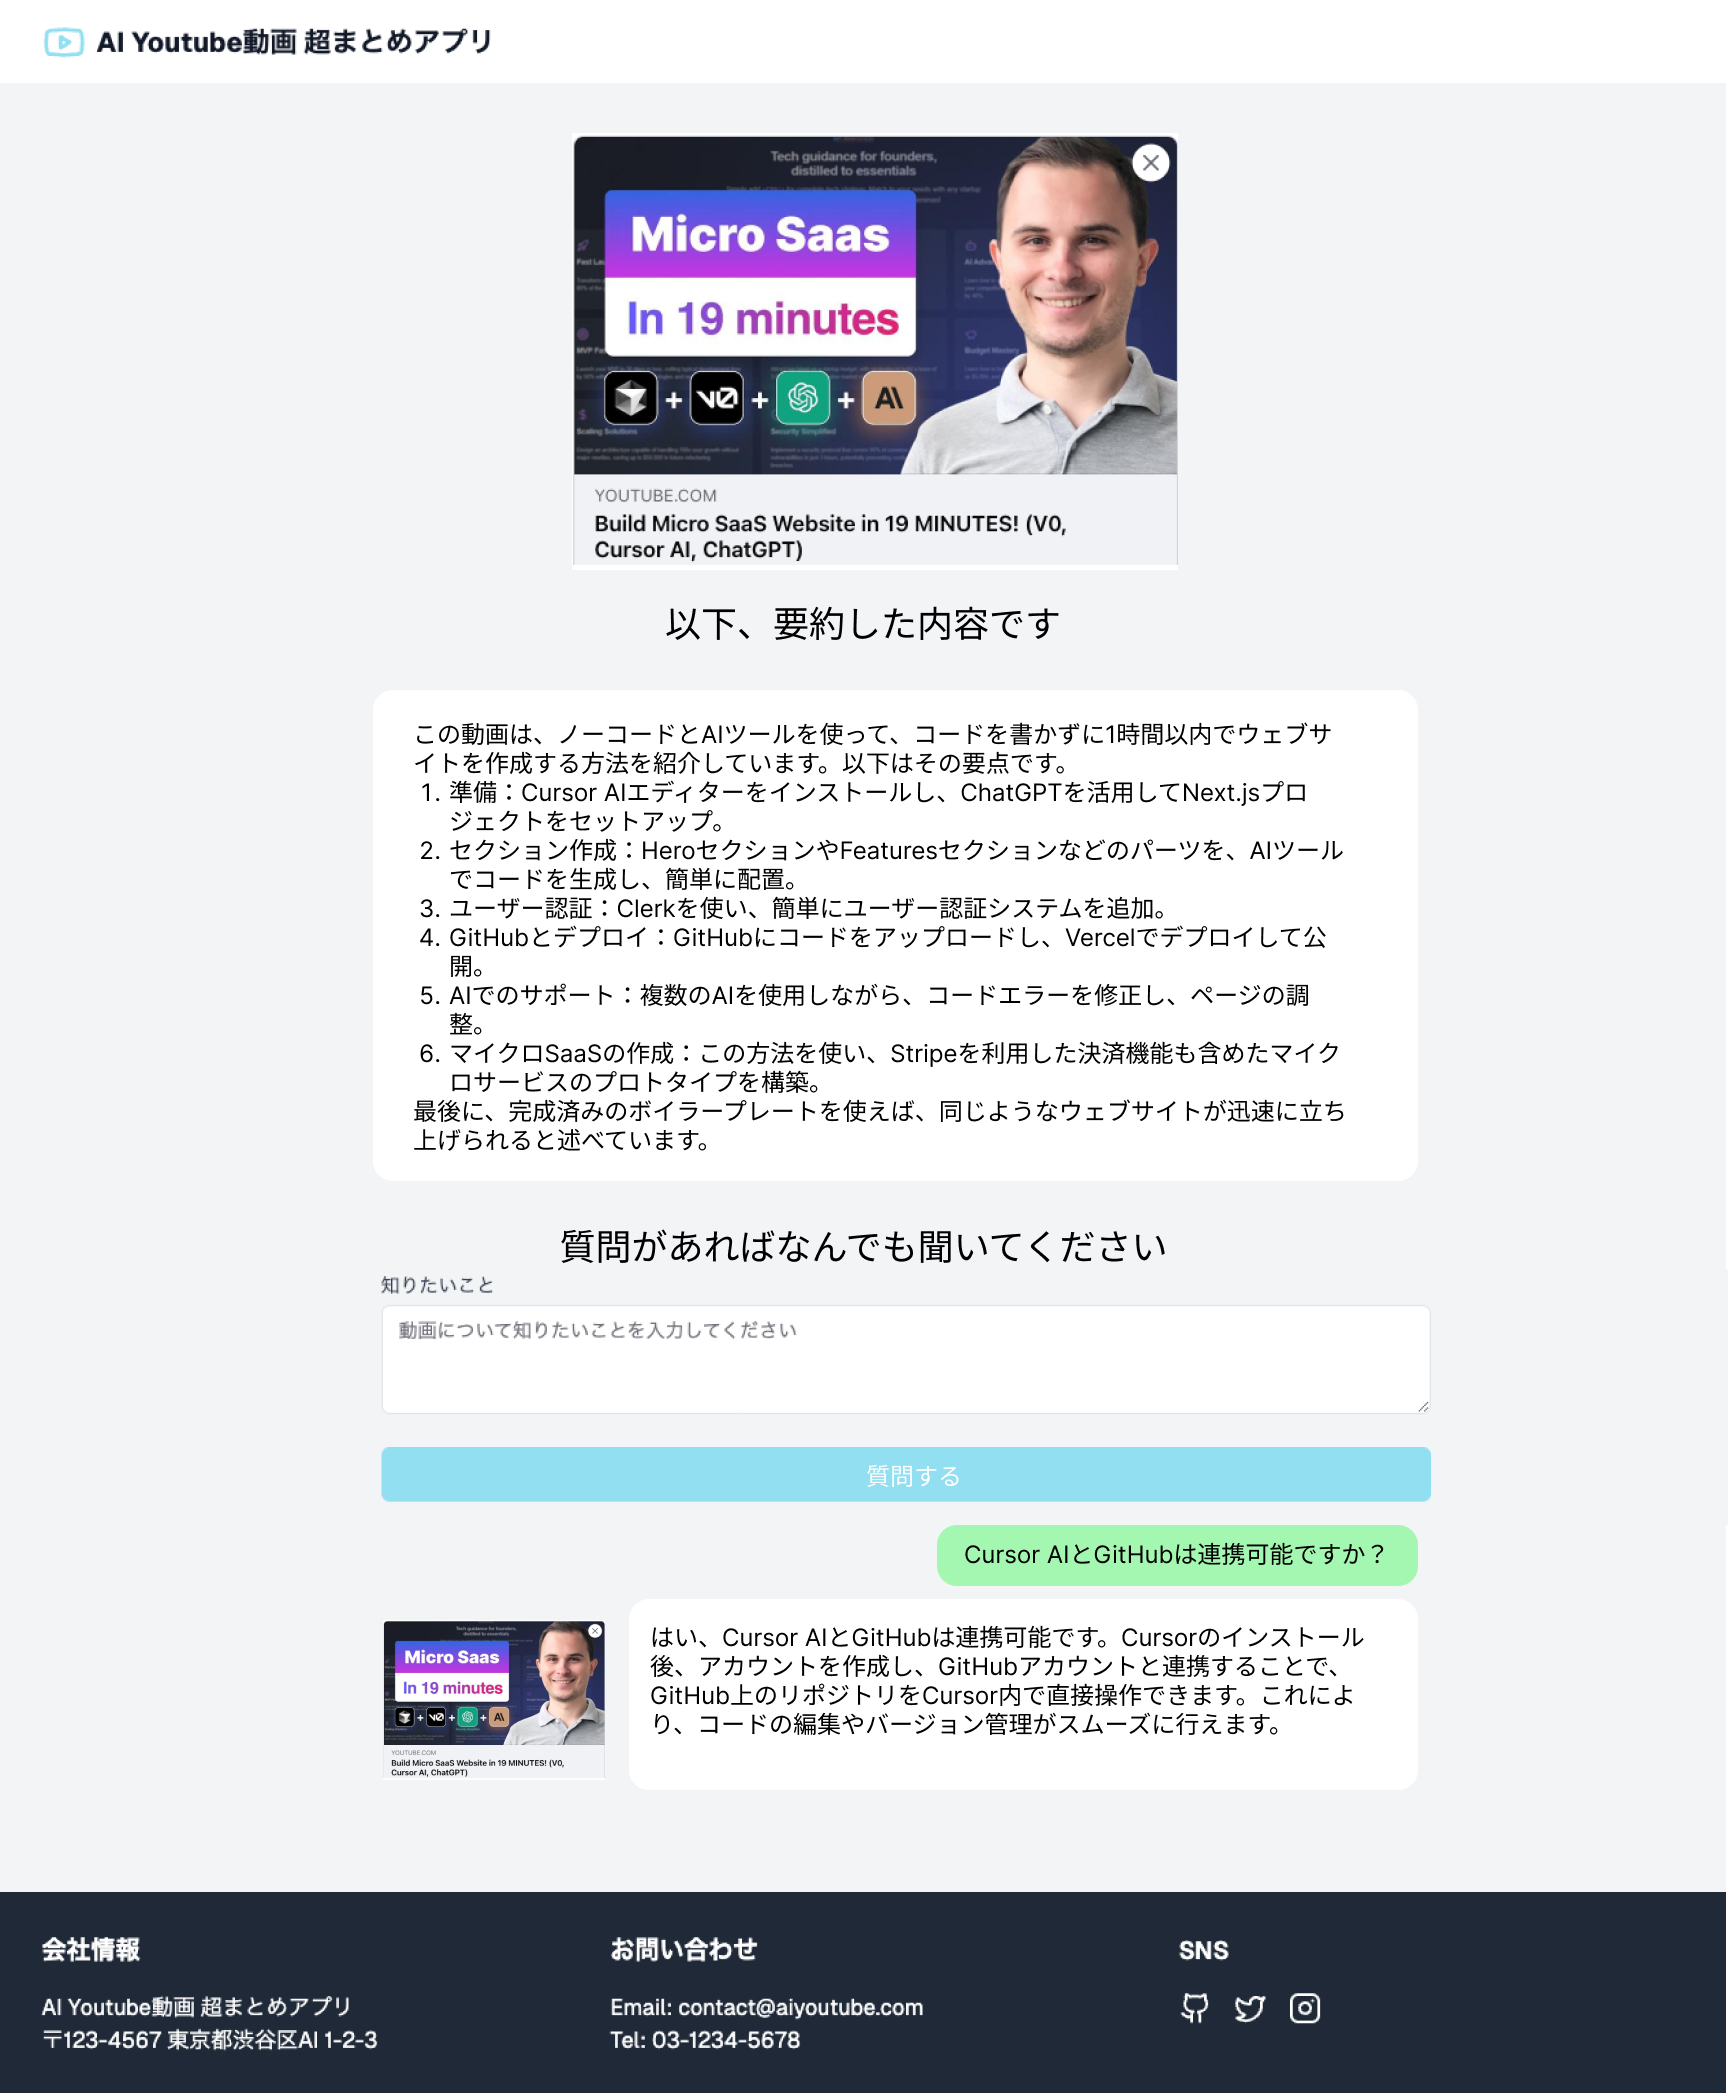 AI Youtube動画 超まとめアプリ
Tech guidance for founders,
distilled to essentials
Micro Saas
In 19 minutes
+ v0 + + A\
MVP
Budget Mastery
Scaling Solutions
Security Simplified
YOUTUBE.COM
Build Micro SaaS Website in 19 MINUTES! (V0,
Cursor AI, ChatGPT)
以下、要約した内容です
この動画は、ノーコードとAIツールを使って、コードを書かずに1時間以内でウェブサ
イトを作成する方法を紹介しています。以下はその要点です。
1. 準備：Cursor AIエディターをインストールし、ChatGPTを活用してNext.jsプロ
ジェクトをセットアップ。
2. セクション作成：HeroセクションやFeaturesセクションなどのパーツを、AIツール
でコードを生成し、簡単に配置。
3. ユーザー認証：Clerkを使い、簡単にユーザー認証システムを追加。
4. GitHubとデプロイ：GitHubにコードをアップロードし、Vercelでデプロイして公
開。
5. AIでのサポート：複数のAIを使用しながら、コードエラーを修正し、ページの調
整。
6. マイクロSaaSの作成：この方法を使い、Stripeを利用した決済機能も含めたマイク
ロサービスのプロトタイプを構築。
最後に、完成済みのボイラープレートを使えば、同じようなウェブサイトが迅速に立ち
上げられると述べています。
質問があればなんでも聞いてください
知りたいこと
動画について知りたいことを入力してください
質問する
Cursor AIとGitHubは連携可能ですか？
はい、Cursor AIとGitHubは連携可能です。Cursorのインストール
後、アカウントを作成し、GitHubアカウントと連携することで、
GitHub上のリポジトリをCursor内で直接操作できます。これによ
り、コードの編集やバージョン管理がスムーズに行えます。
Tech guidance for founders,
distilled to essentials
Micro Saas
In 19 minutes
+ v0 + + A\
YOUTUBE.COM
Build Micro SaaS Website in 19 MINUTES! (V0,
Cursor AI, ChatGPT)
会社情報
AI Youtube動画 超まとめアプリ
〒123-4567 東京都渋谷区AI 1-2-3
お問い合わせ
Email: contact@aiyoutube.com
Tel: 03-1234-5678
SNS